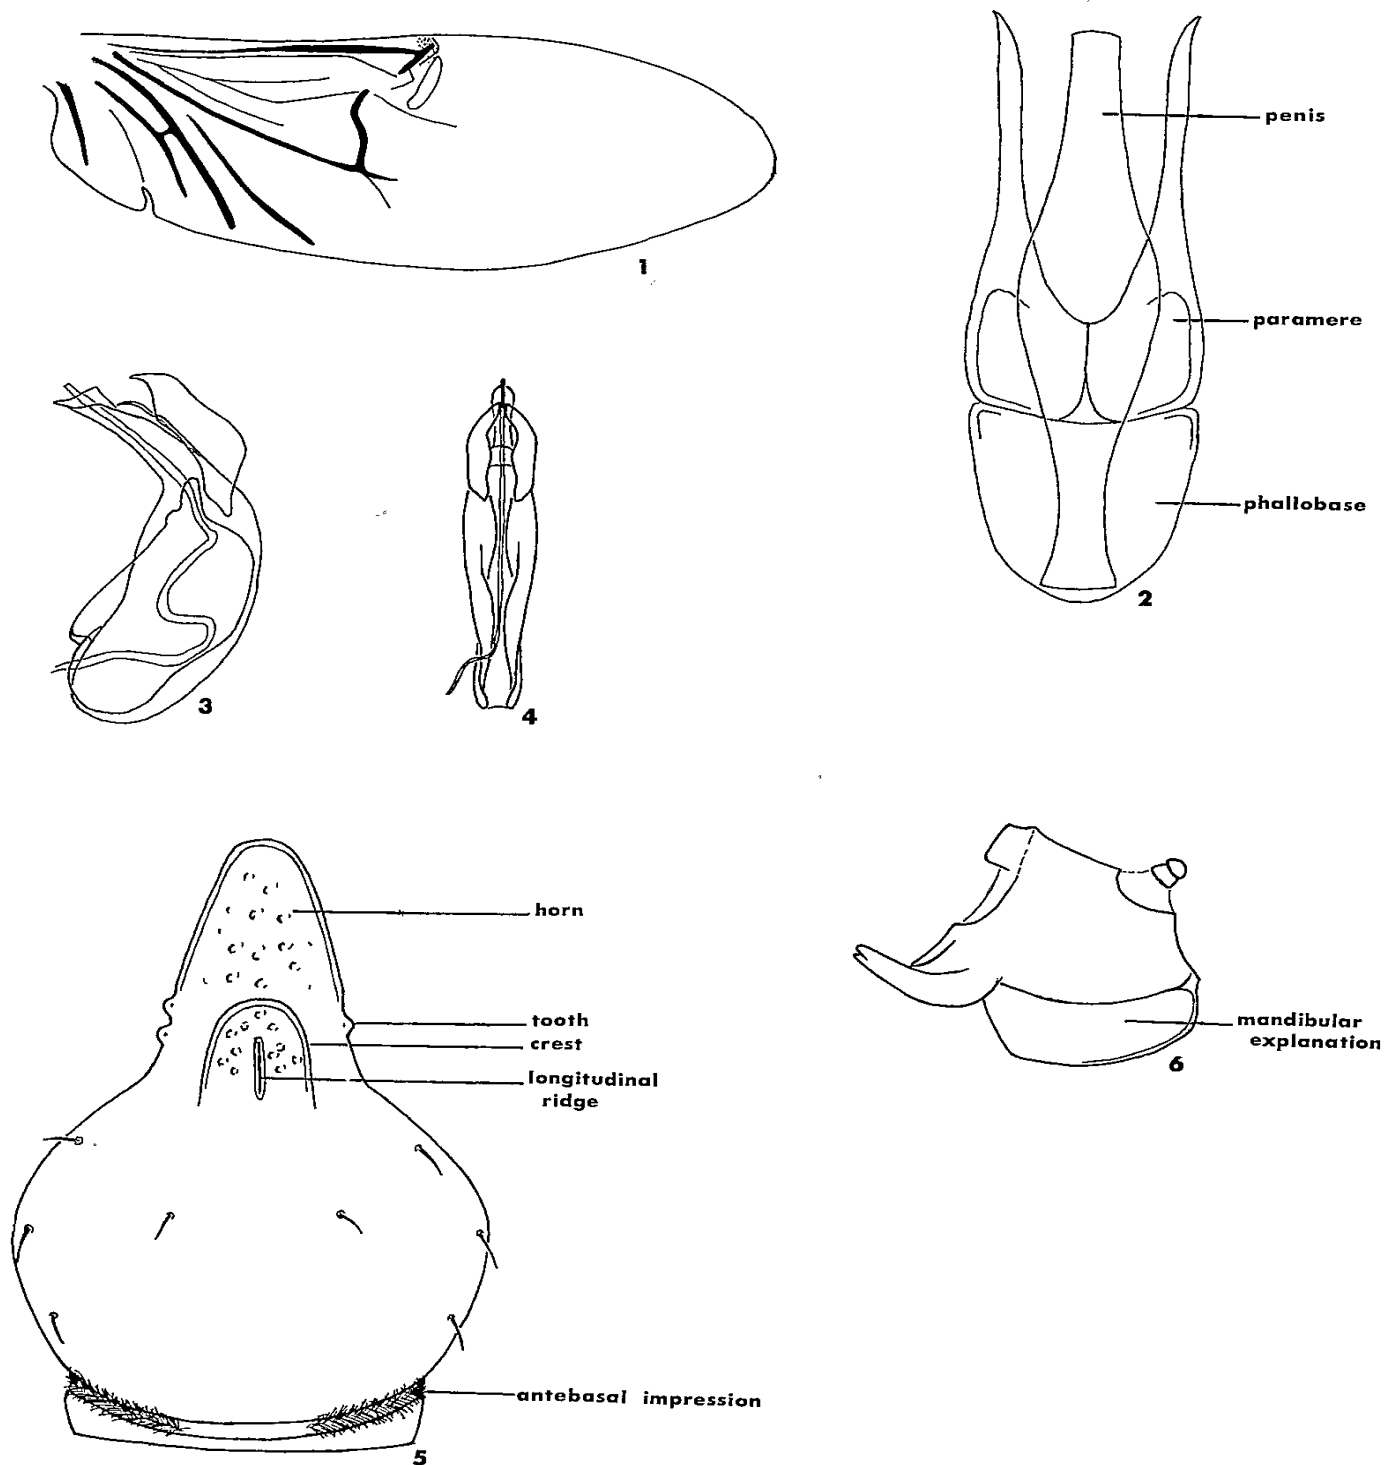 1
penis
paramere
phallobase
2
3
4
horn
tooth
crest
longitudinal
ridge
antebasal impression
5
mandibular
explanation
6